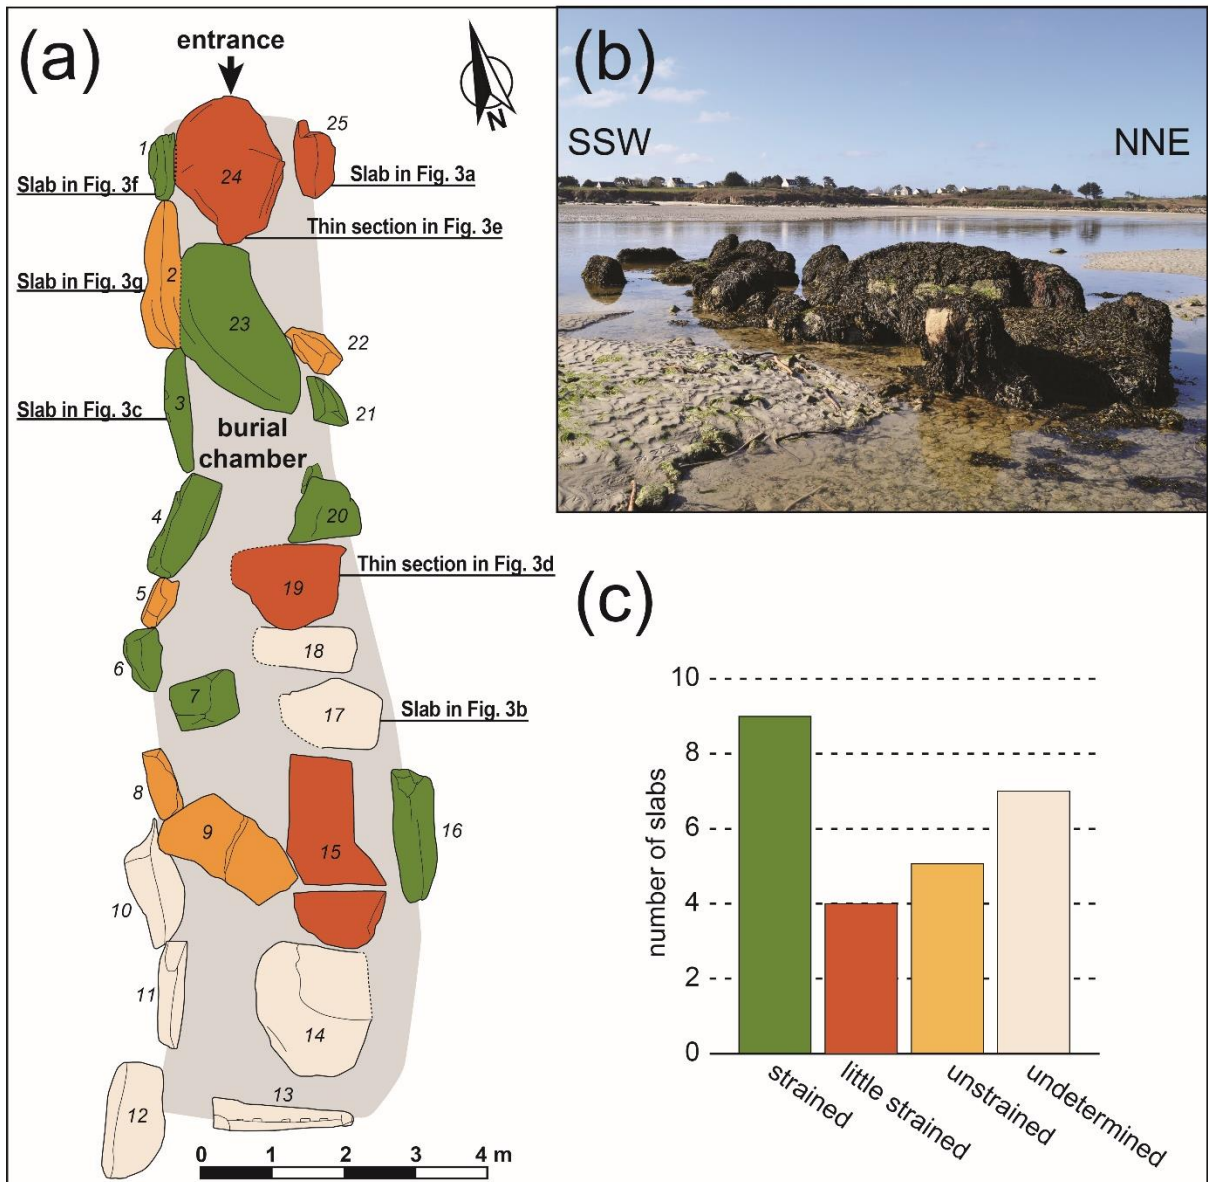 (a)
entrance
N
1
25
24
Slab in Fig. 3f
Slab in Fig. 3a
Thin section in Fig. 3e
2
Slab in Fig. 3g
23
22
3
21
Slab in Fig. 3c
burial
chamber
4
20
Thin section in Fig. 3d
5
19
6
18
7
17
Slab in Fig. 3b
8
9
15
16
10
11
14
12
13
0 1 2 3 4 m
(b)
SSW
NNE
(c)
number of slabs
10
8
6
4
2
0
strained
little strained
unstrained
undetermined